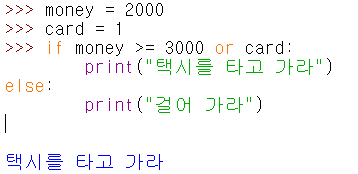 >>> money = 2000
>>> card = 1
>>> if money >= 3000 or card:
        print("택시를 타고 가라")
else:
        print("걸어 가라")
택시를 타고 가라